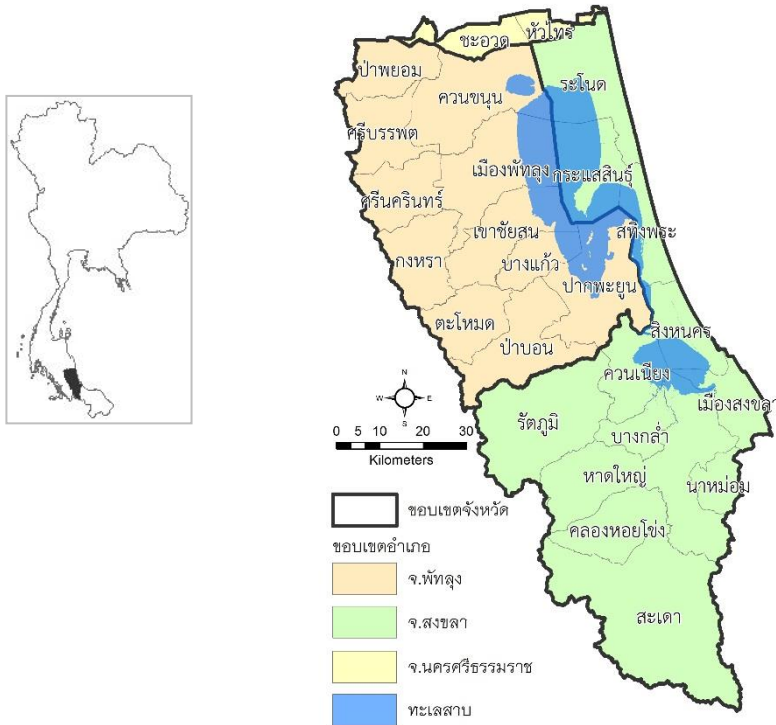 หัวไทร
ชะอวด
ป่าพยอม
ระโนด
ควนขนุน
ศรีบรรพต
เมืองพัทลุง
กระแสสินธุ์
ศรีนครินทร์
เขาชัยสน
สทิงพระ
กงหรา
บางแก้ว
ปากพะยูน
ตะโหมด
สิงหนคร
ป่าบอน
ควนเนียง
เมืองสงขลา
รัตภูมิ
บางกล่ำ
หาดใหญ่
นาหม่อม
คลองหอยโข่ง
สะเดา
N
W E
S
0 5 10 20 30
Kilometers
ขอบเขตจังหวัด
ขอบเขตอำเภอ
จ.พัทลุง
จ.สงขลา
จ.นครศรีธรรมราช
ทะเลสาบ